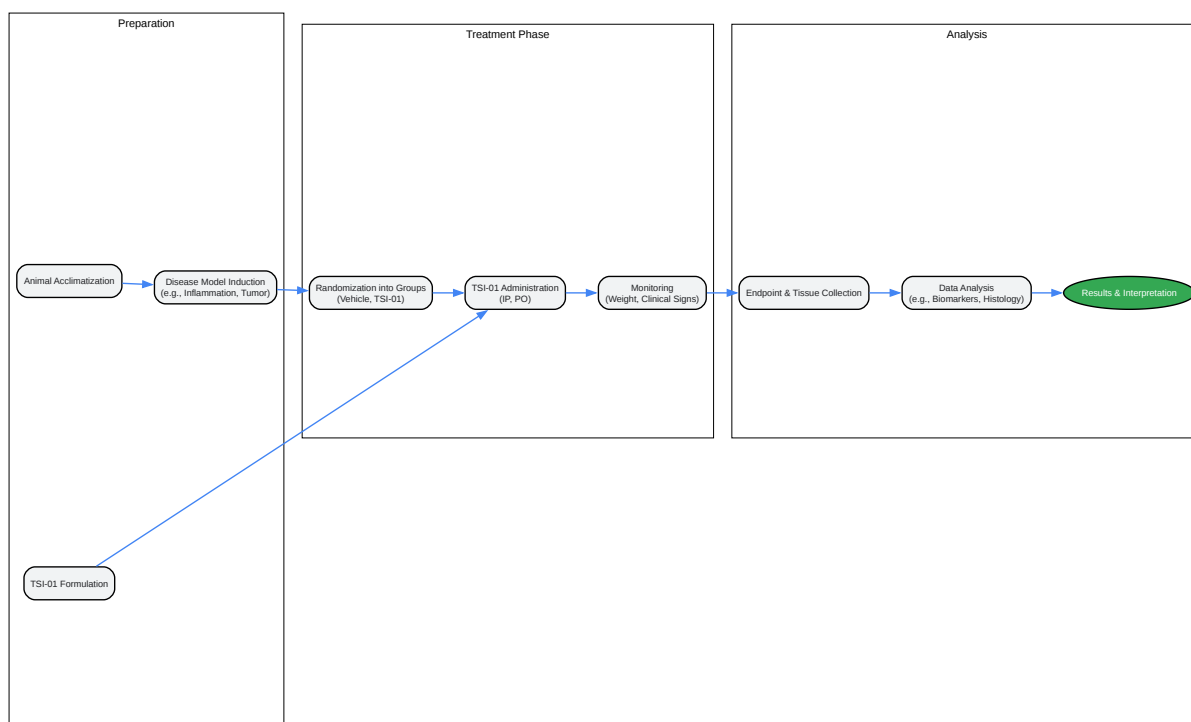 Preparation
Treatment Phase
Analysis
Animal Acclimatization
Disease Model Induction
(e.g., Inflammation, Tumor)
Randomization into Groups
(Vehicle, TSI-01)
TSI-01 Administration
(IP, PO)
Monitoring
(Weight, Clinical Signs)
Endpoint & Tissue Collection
Data Analysis
(e.g., Biomarkers, Histology)
Results & Interpretation
TSI-01 Formulation